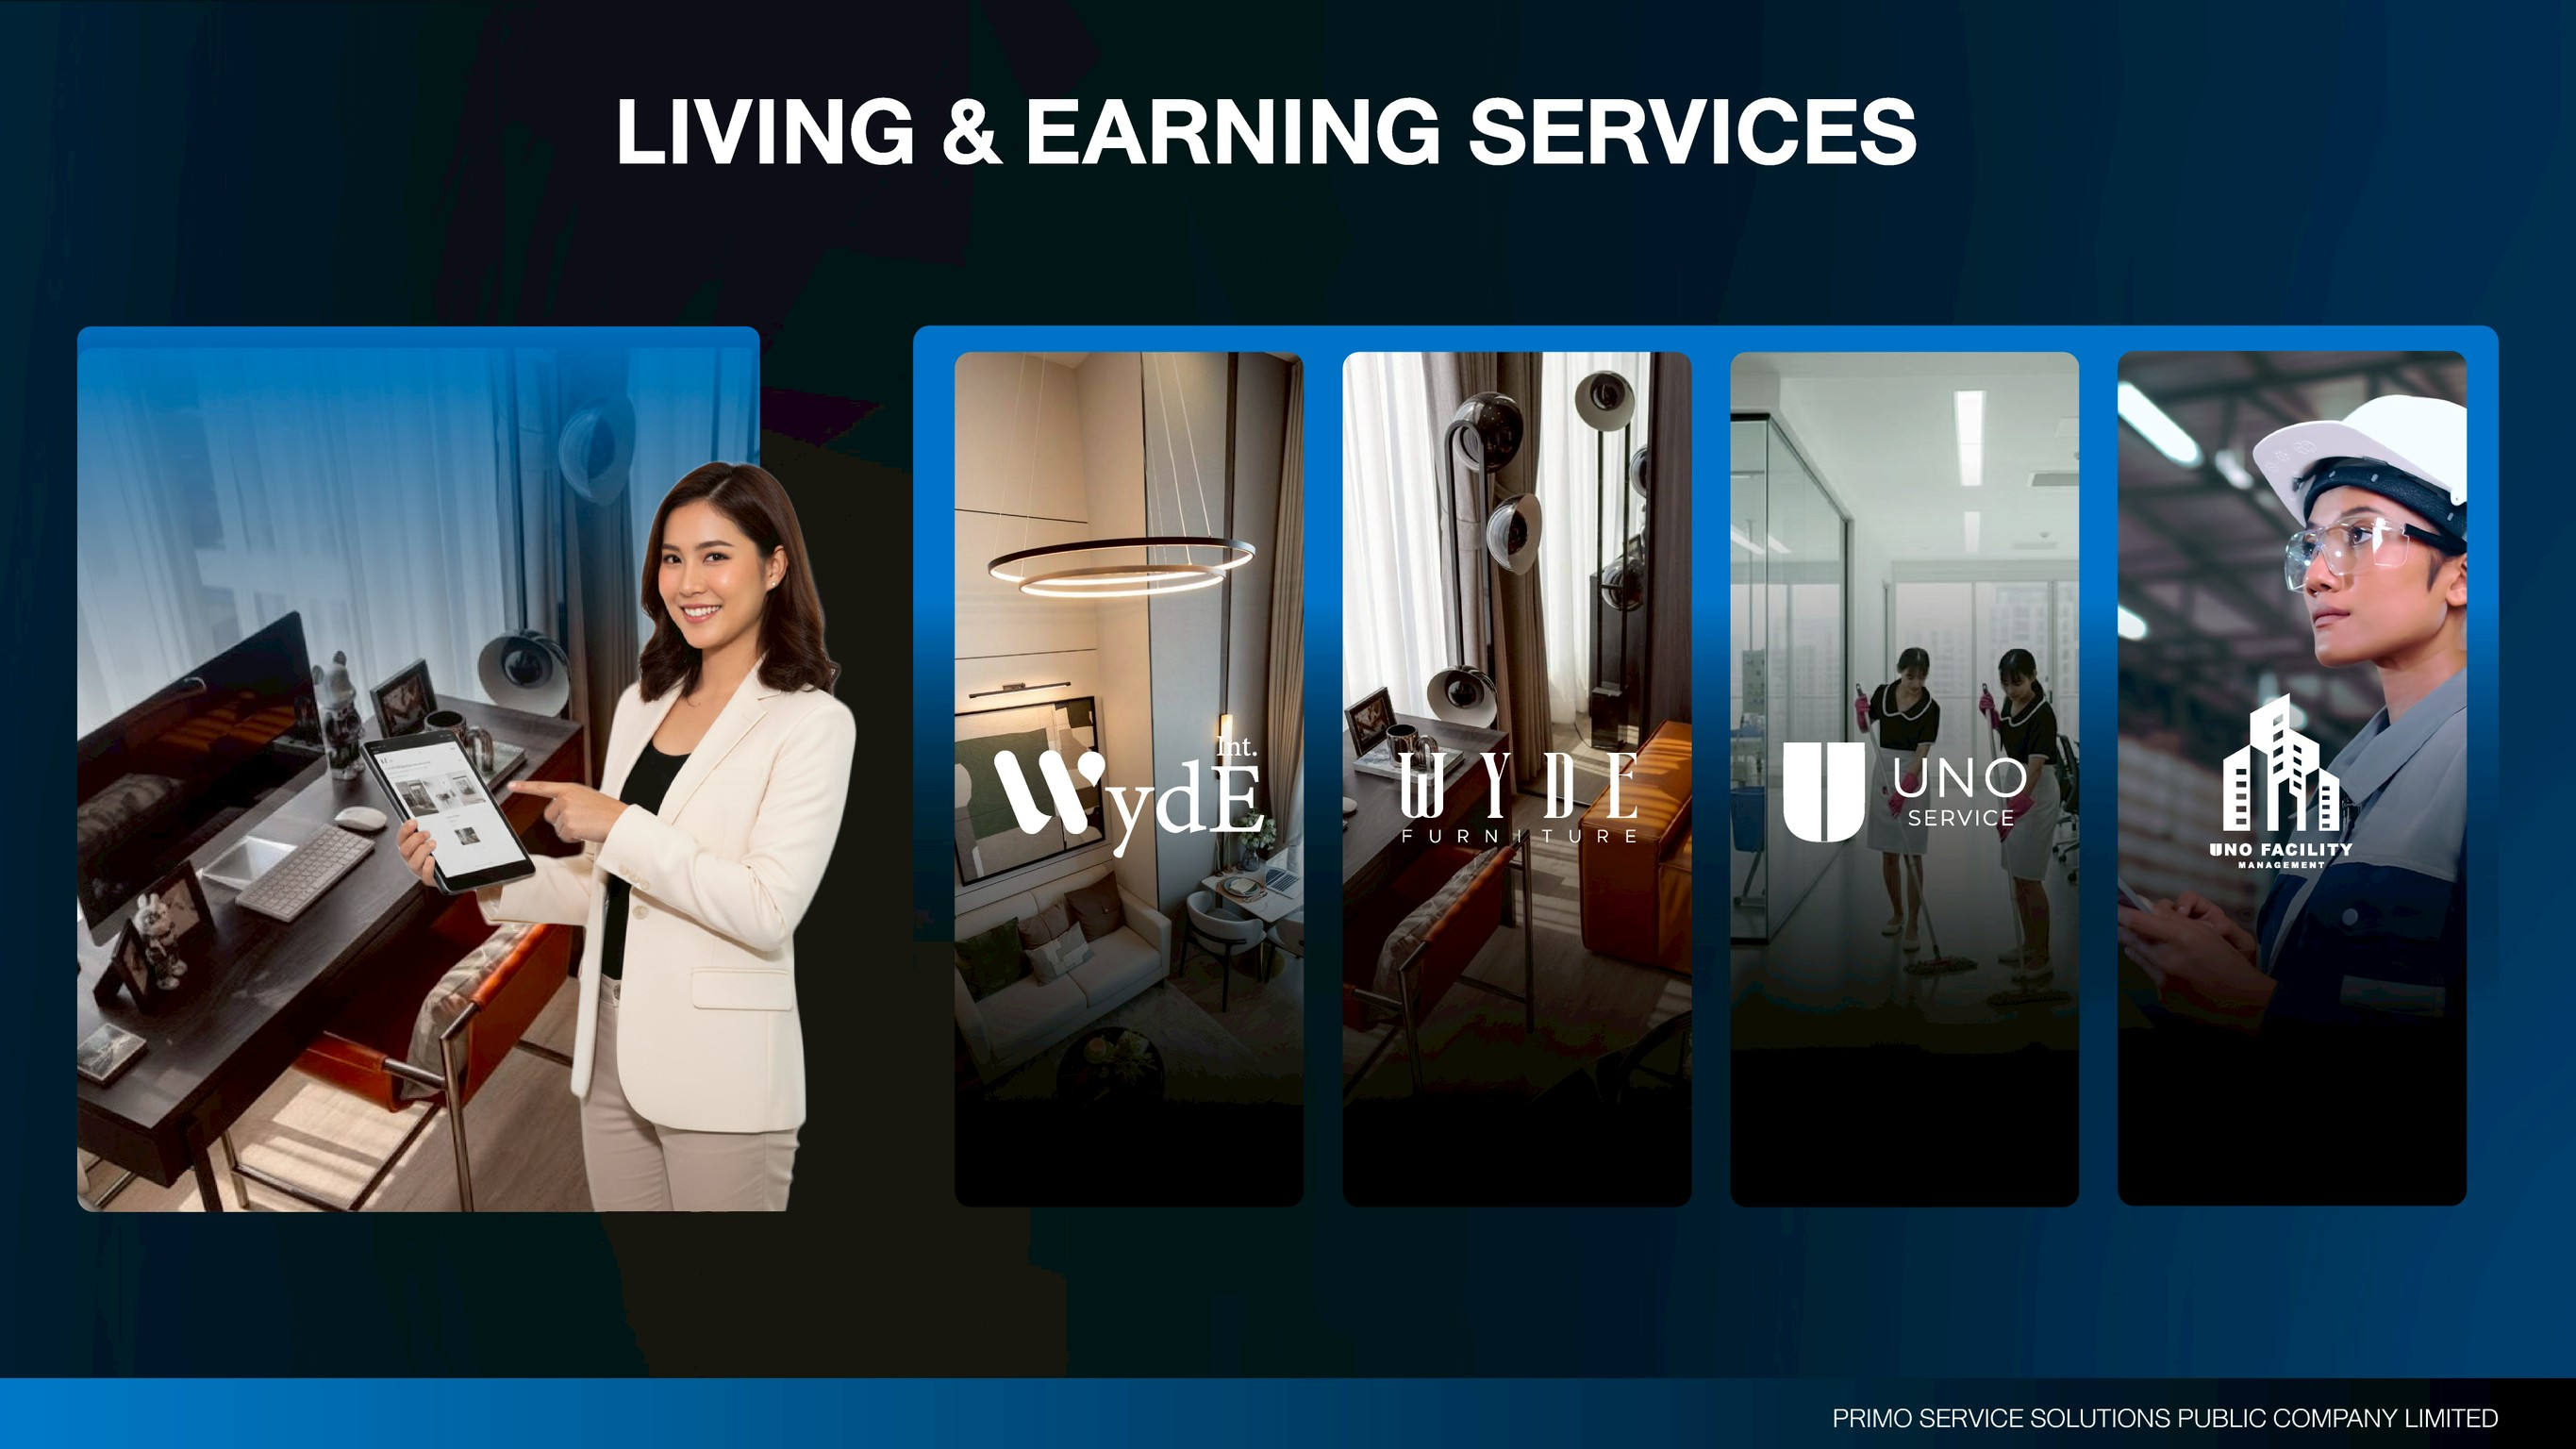 LIVING & EARNING SERVICES
WydE Int.
WYDE
FURNITURE
UNO
SERVICE
UNO FACILITY
MANAGEMENT
PRIMO SERVICE SOLUTIONS PUBLIC COMPANY LIMITED